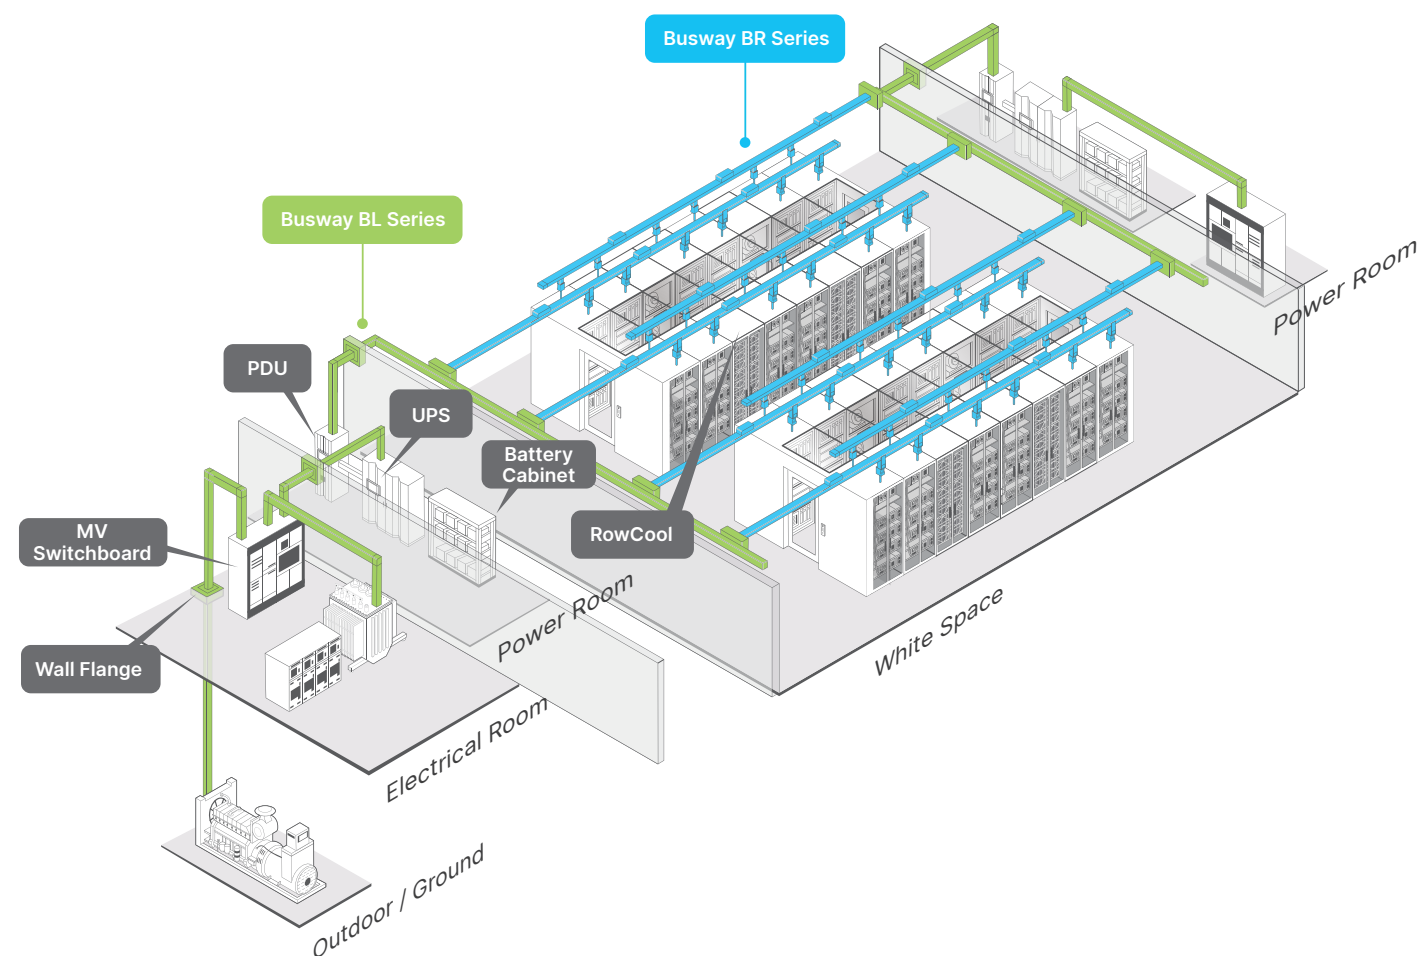 Busway BR Series
Busway BL Series
Power Room
PDU
UPS
Battery
Cabinet
MV
Switchboard
RowCool
Wall Flange
Power Room
White Space
Electrical Room
Outdoor / Ground